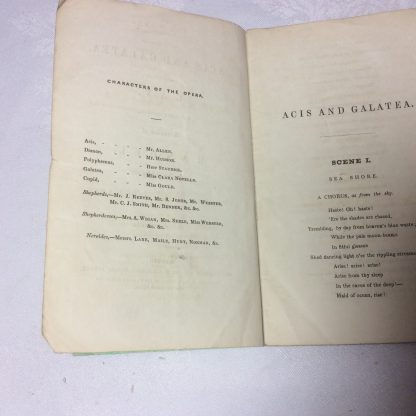 CHARACTERS OF THE OPERA.
Acis, - - - Mr. Allen.
Damon, - - - Mr. Hudson.
Polyphemus, - - Herr Staudigl.
Galatea, - - - Miss Clara Novello.
Cupid, - - - Miss Gould.
Shepherds—Mr. J. Reeves, Mr. S. Jones, Mr. Webster,
Mr. C. J. Smith, Mr. Bender, &c. &c.
Shepherdesses—Mrs. A. Wigan, Mrs. Serle, Miss Webster,
&c. &c.
Nereides—Misses Lane, Maile, Hunt, Norman, &c.
ACIS AND GALATEA.
SCENE I.
SEA SHORE.
A CHORUS, as from the sky.
Haste! Oh! haste!
'Ere the shades are chased,
Trembling, by day from heaven's blue waste;
While the pale moon-beams
In fitful gleams
Shed dancing light o'er the rippling streams
Arise! arise! arise!
Arise from thy sleep
In the caves of the deep!—
Maid of ocean, rise!